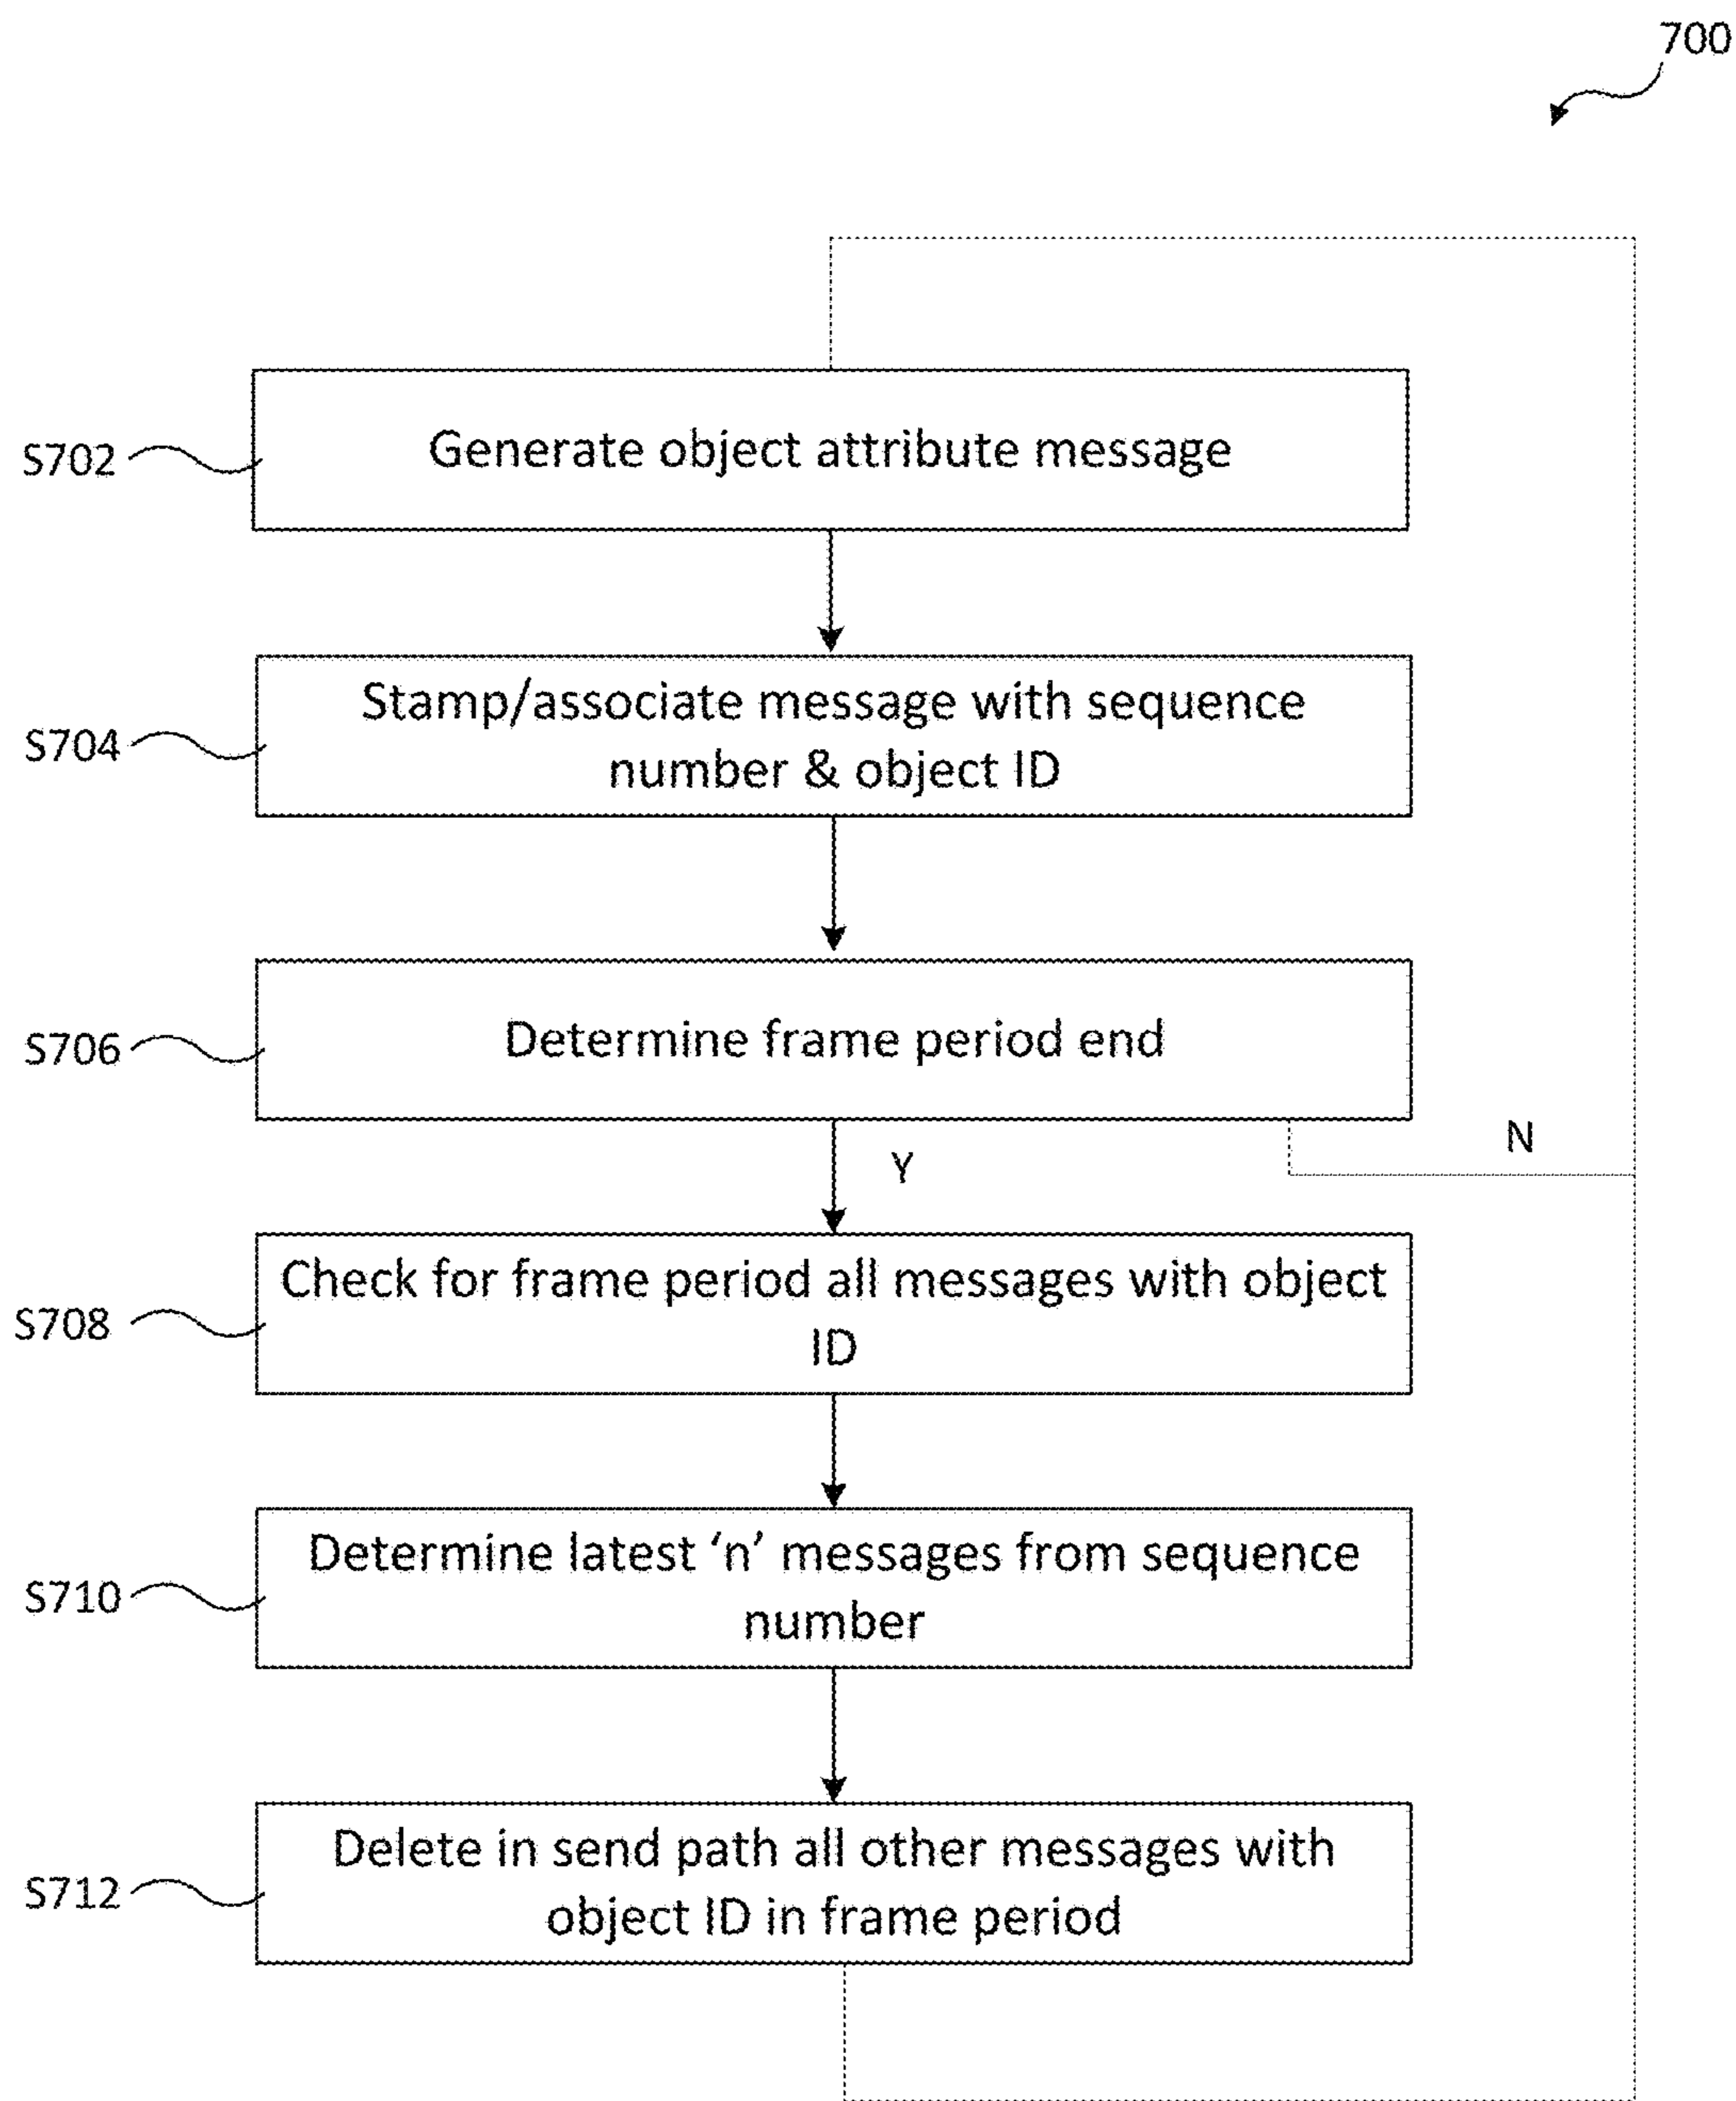 700
S702
Generate object attribute message
S704
Stamp/associate message with sequence
number & object ID
S706
Determine frame period end
Y
N
S708
Check for frame period all messages with object
ID
S710
Determine latest ‘n’ messages from sequence
number
S712
Delete in send path all other messages with
object ID in frame period